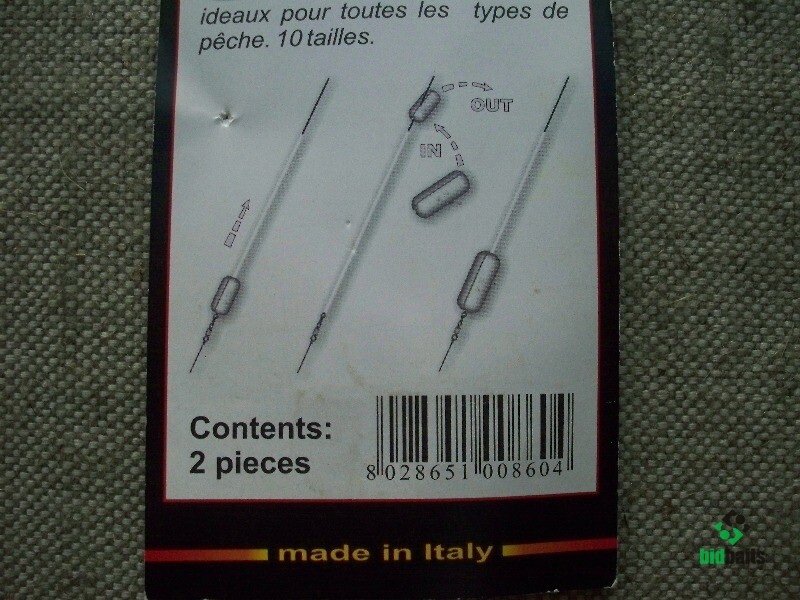 ideaux pour toutes les types de
pêche. 10 tailles.
OUT
IN
Contents:
2 pieces
8 028651 008604
made in Italy
bidbaits